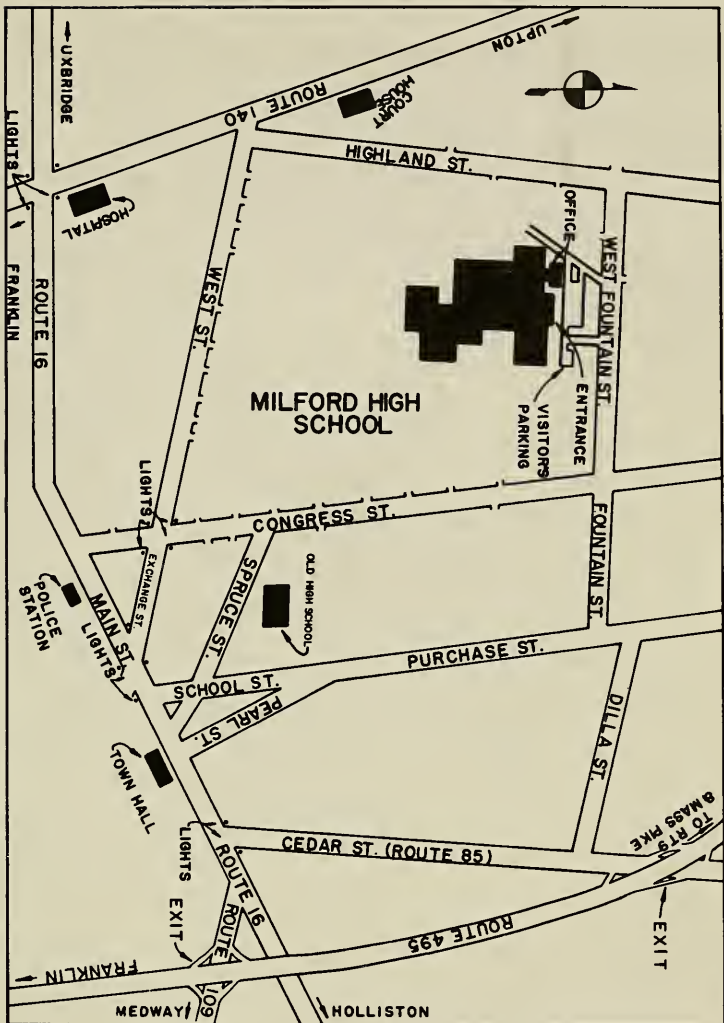 UPTON
UXBRIDGE
ROUTE 140
COURT
HOUSE
LIGHTS
HIGHLAND ST.
HOSPITAL
OFFICE
WEST FOUNTAIN ST.
FRANKLIN
ROUTE 16
WEST ST.
ENTRANCE
VISITOR'S
PARKING
MILFORD HIGH
SCHOOL
LIGHTS
CONGRESS ST.
FOUNTAIN ST.
EXCHANGE ST.
SPRUCE ST.
OLD HIGH SCHOOL
POLICE
STATION
MAIN ST.
LIGHTS
SCHOOL ST.
PURCHASE ST.
PEARL ST.
DILLA ST.
TOWN HALL
TO RT 9
& MASS PIKE
LIGHTS
ROUTE 16
CEDAR ST. (ROUTE 85)
EXIT
ROUTE
109
ROUTE 495
EXIT
FRANKLIN
MEDWAY
HOLLISTON